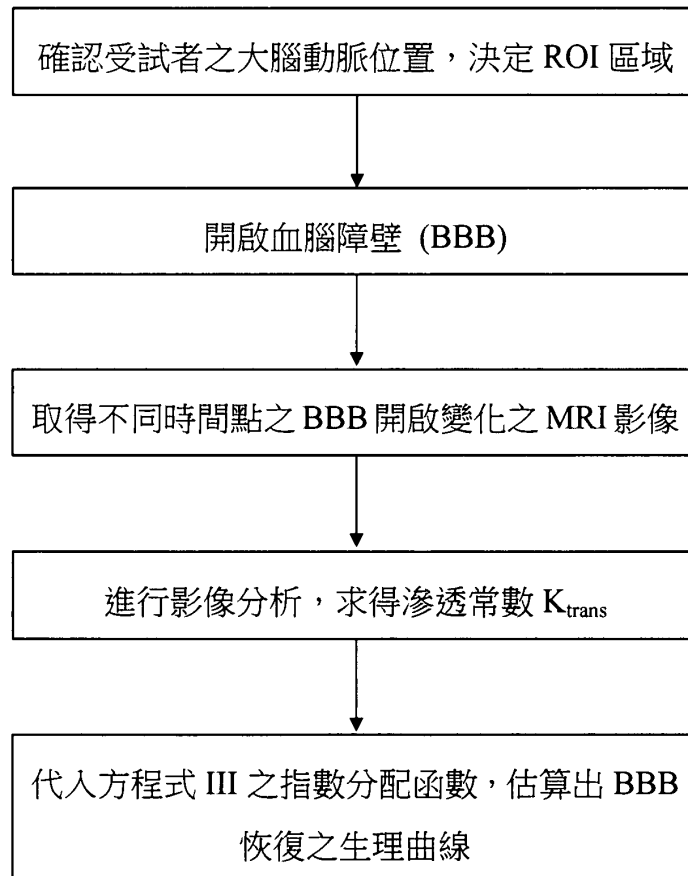 確認受試者之大腦動脈位置，決定 ROI 區域
開啟血腦障壁 (BBB)
取得不同時間點之 BBB 開啟變化之 MRI 影像
進行影像分析，求得滲透常數 Ktrans
代入方程式 III 之指數分配函數，估算出 BBB
恢復之生理曲線